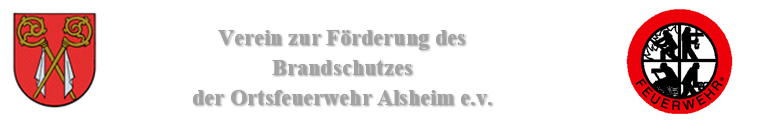 Verein zur Förderung des
Brandschutzes
der Ortsfeuerwehr Alsheim e.v.
FEUERWEHR®